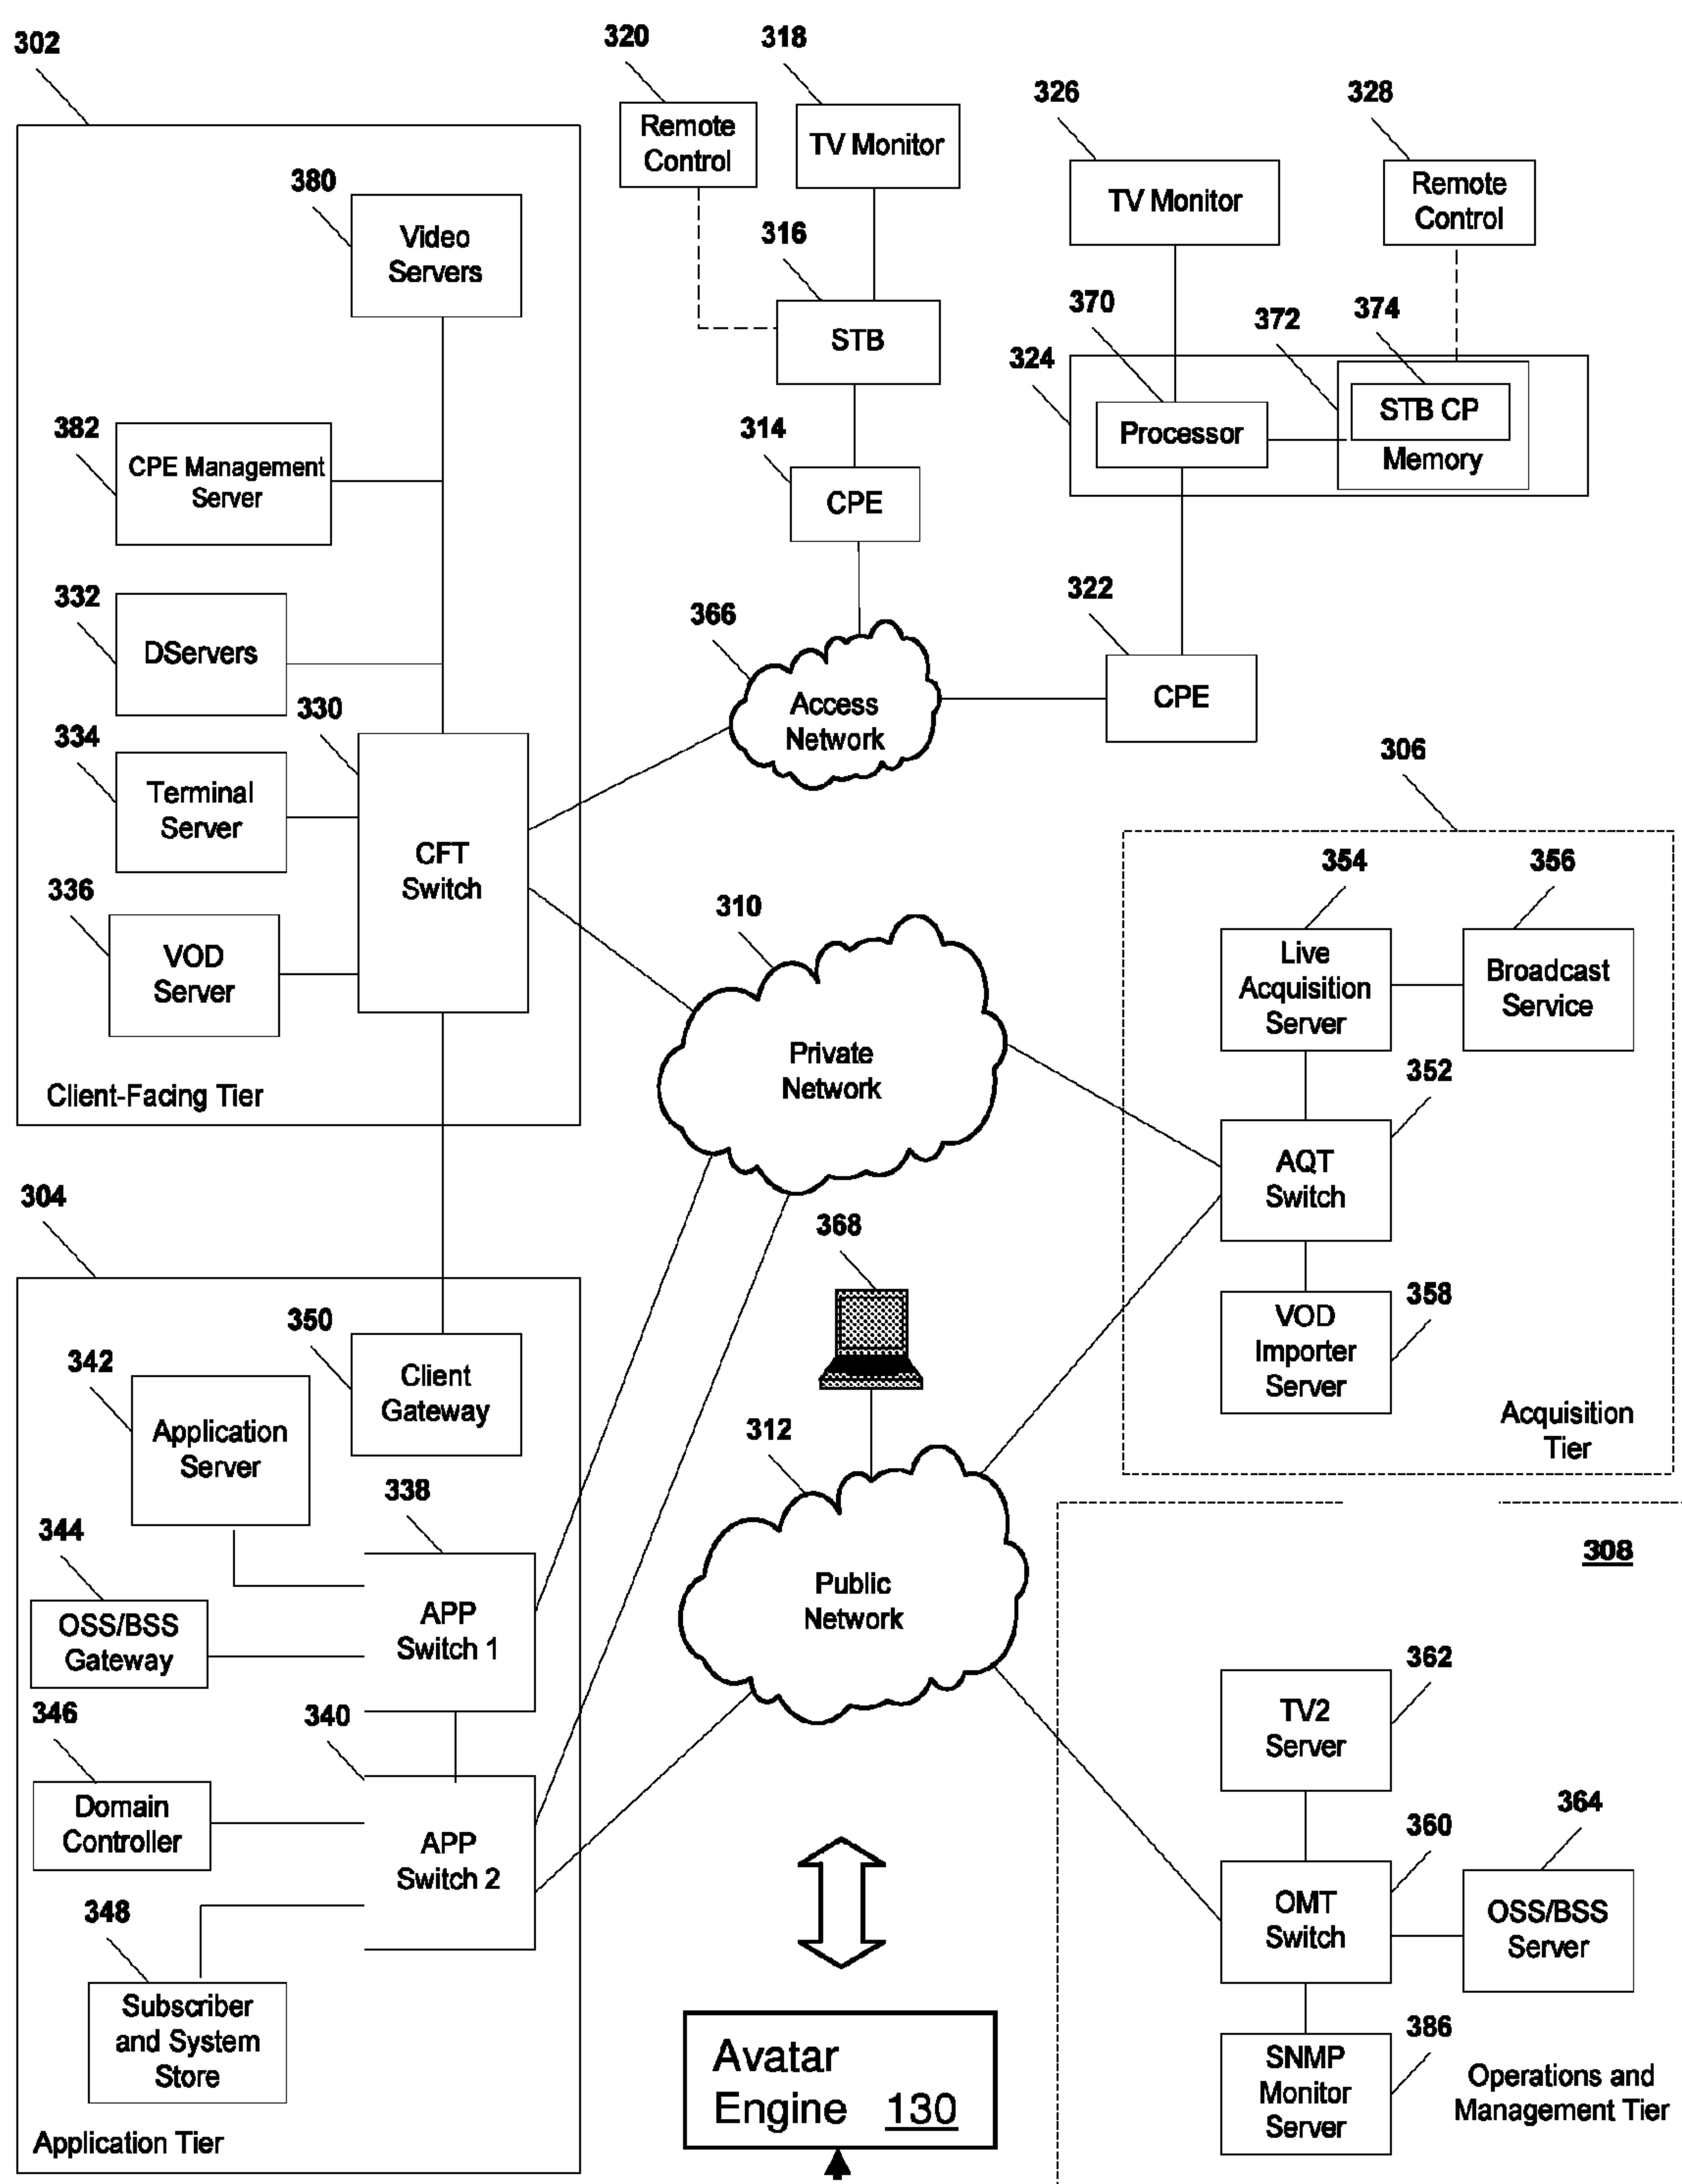 302
320
318
326
328
Remote
Control
TV Monitor
TV Monitor
Remote
Control
380
Video
Servers
316
STB
370
372
374
324
STB CP
Processor
Memory
382
CPE Management
Server
314
CPE
332
DServers
366
322
Access
Network
CPE
330
334
Terminal
Server
306
CFT
Switch
336
VOD
Server
310
354
356
Live
Acquisition
Server
Broadcast
Service
Private
Network
352
Client-Facing Tier
AQT
Switch
304
368
358
VOD
Importer
Server
350
342
Client
Gateway
Application
Server
312
Acquisition
Tier
338
344
308
OSS/BSS
Gateway
APP
Switch 1
Public
Network
362
TV2
Server
346
340
Domain
Controller
364
360
APP
Switch 2
348
OMT
Switch
OSS/BSS
Server
Subscriber
and System
Store
386
SNMP
Monitor
Server
Avatar
Engine 130
Operations and
Management Tier
Application Tier